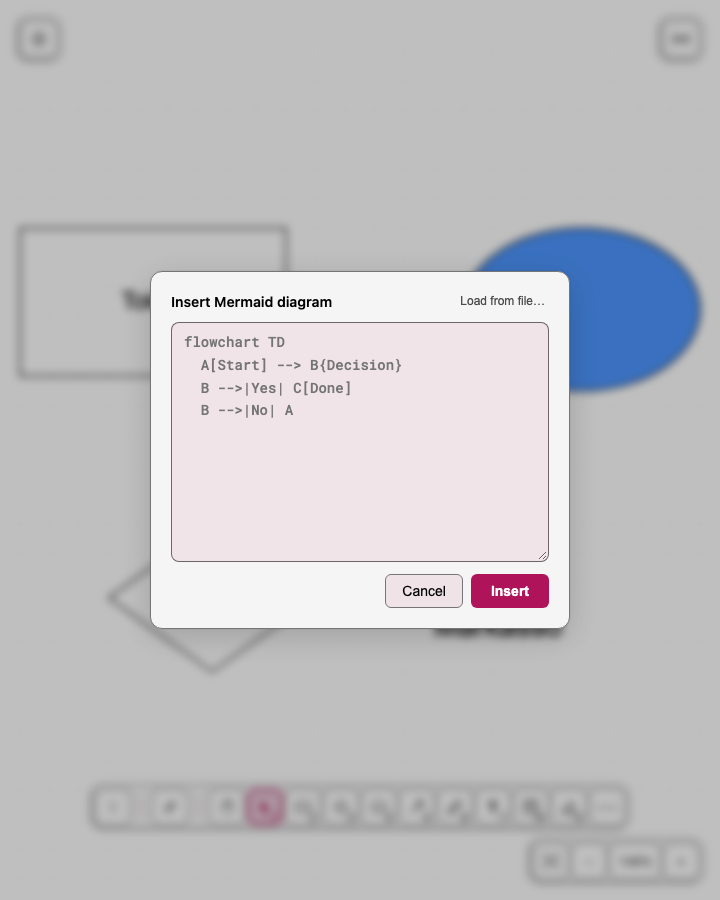 Insert Mermaid diagram
Load from file…
flowchart TD
  A[Start] --> B{Decision}
  B -->|Yes| C[Done]
  B -->|No| A
Cancel
Insert